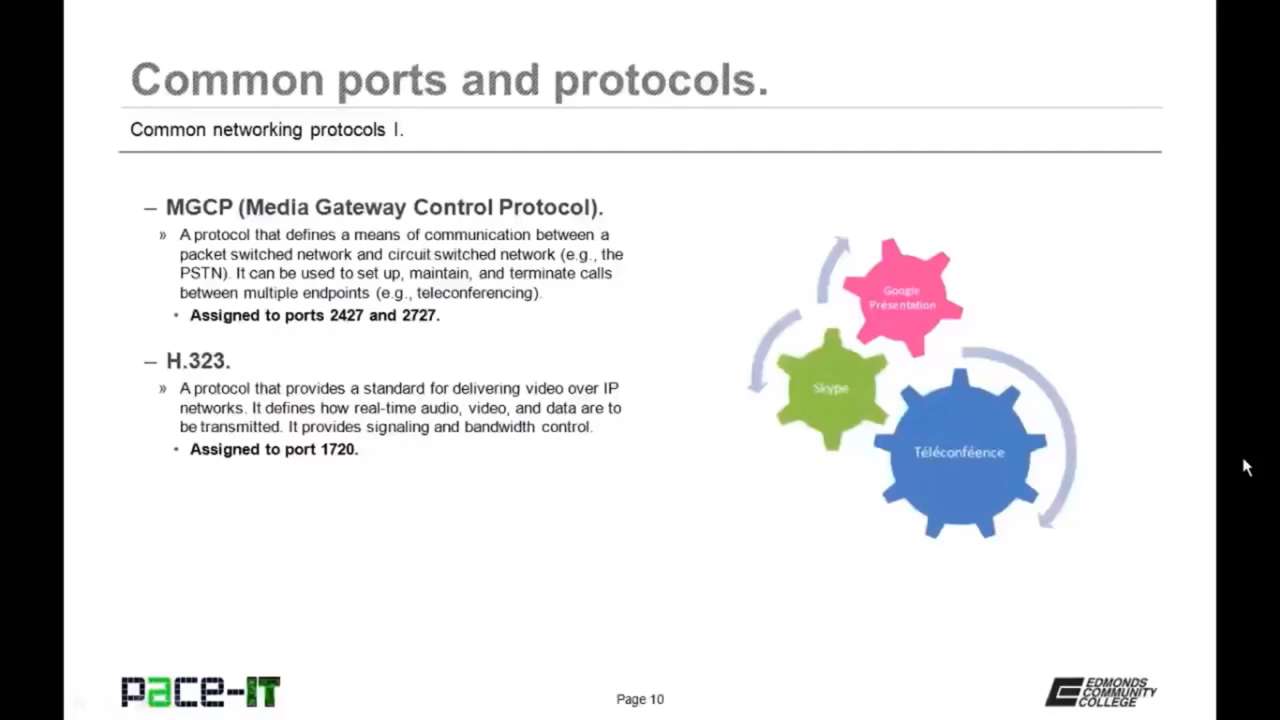 Common ports and protocols.
Common networking protocols I.
– MGCP (Media Gateway Control Protocol).
» A protocol that defines a means of communication between a
packet switched network and circuit switched network (e.g., the
PSTN). It can be used to set up, maintain, and terminate calls
between multiple endpoints (e.g., teleconferencing).
• Assigned to ports 2427 and 2727.
– H.323.
» A protocol that provides a standard for delivering video over IP
networks. It defines how real-time audio, video, and data are to
be transmitted. It provides signaling and bandwidth control.
• Assigned to port 1720.
Google
Présentation
Skype
Téléconféence
pace-IT
Page 10
EDMONDS
COMMUNITY
COLLEGE